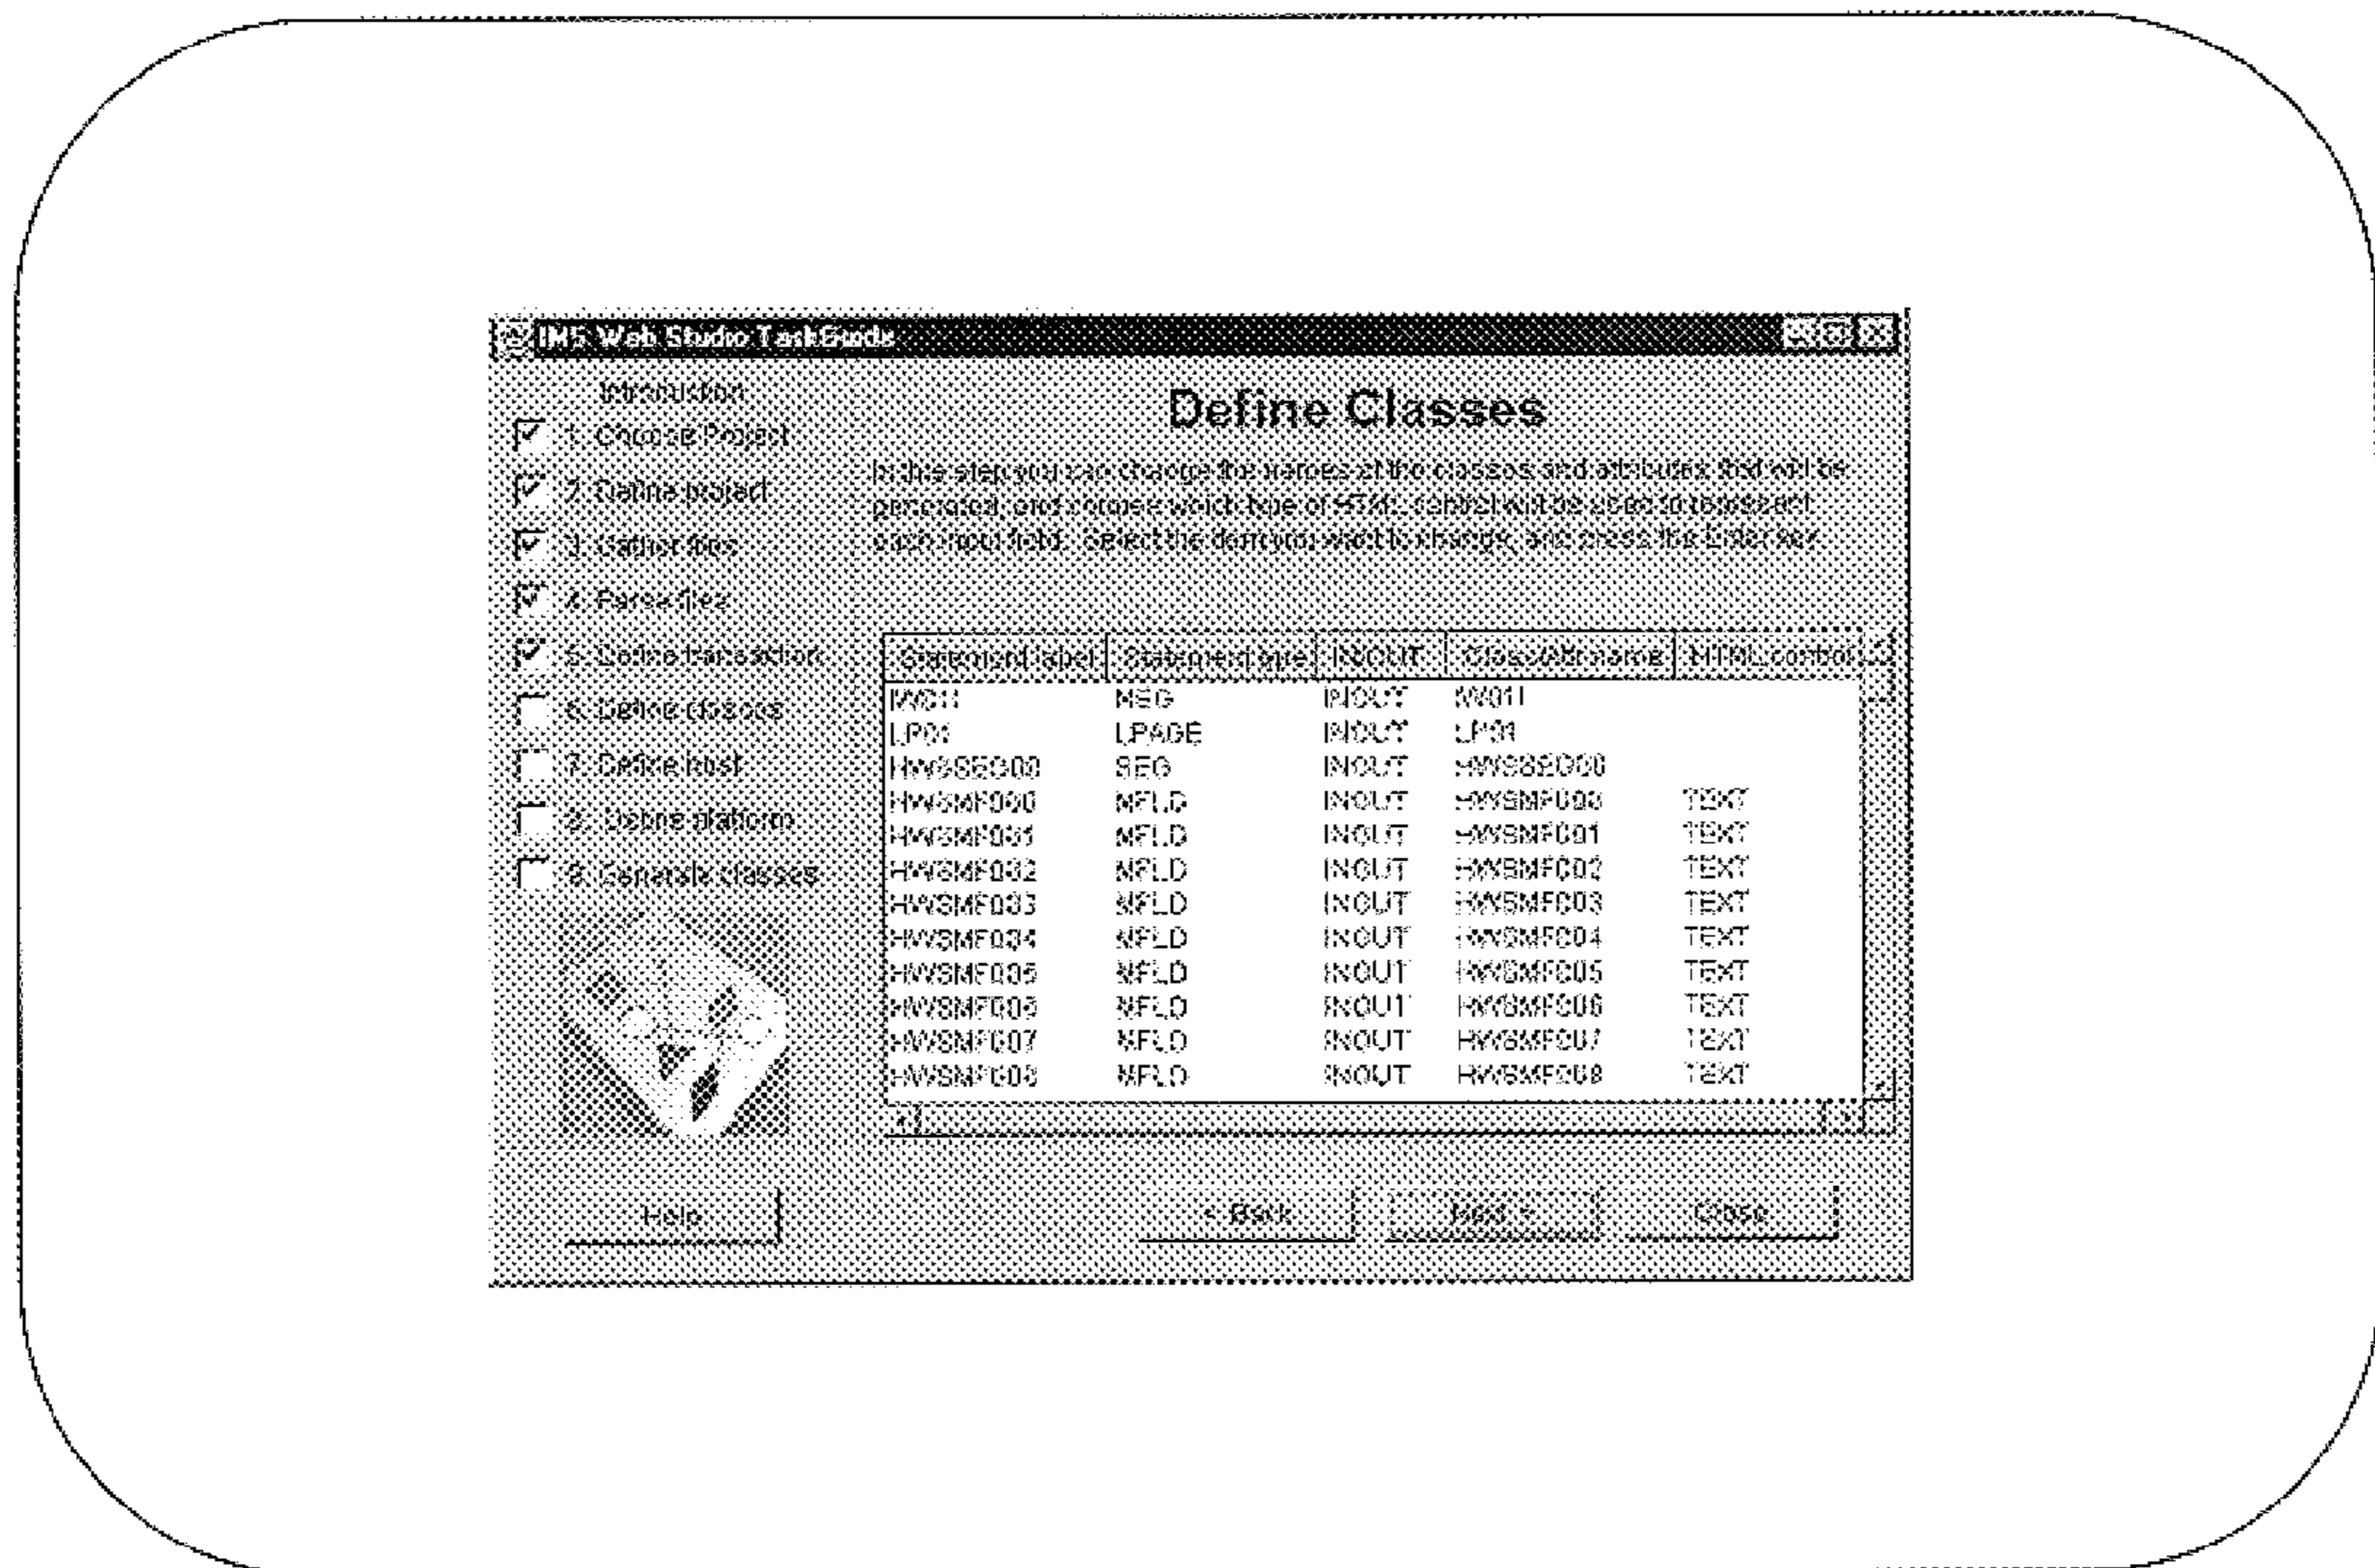 IMS Web Studio TaskGuide
Introduction
1. Choose Project
2. Define project
3. Gather files
4. Parse files
5. Define transaction
6. Define classes
7. Define host
8. Define platform
9. Generate classes
Help
Define Classes
In this step you can change the names of the classes and attributes that will be
generated, and choose which type of HTML control will be used to represent
each input field. Select the item you want to change, and press the Enter key.
Statement label Statement type INOUT Class/Attr name HTML control
MSG INOUT
LP01 LPAGE INOUT LP01
HWSSEG00 SEG INOUT HWSSEG00
HWSMF000 MFLD INOUT HWSMF000 TEXT
HWSMF001 MFLD INOUT HWSMF001 TEXT
HWSMF002 MFLD INOUT HWSMF002 TEXT
HWSMF003 MFLD INOUT HWSMF003 TEXT
HWSMF004 MFLD INOUT HWSMF004 TEXT
HWSMF005 MFLD INOUT HWSMF005 TEXT
HWSMF006 MFLD INOUT HWSMF006 TEXT
HWSMF007 MFLD INOUT HWSMF007 TEXT
HWSMF008 MFLD INOUT HWSMF008 TEXT
< Back Next > Close